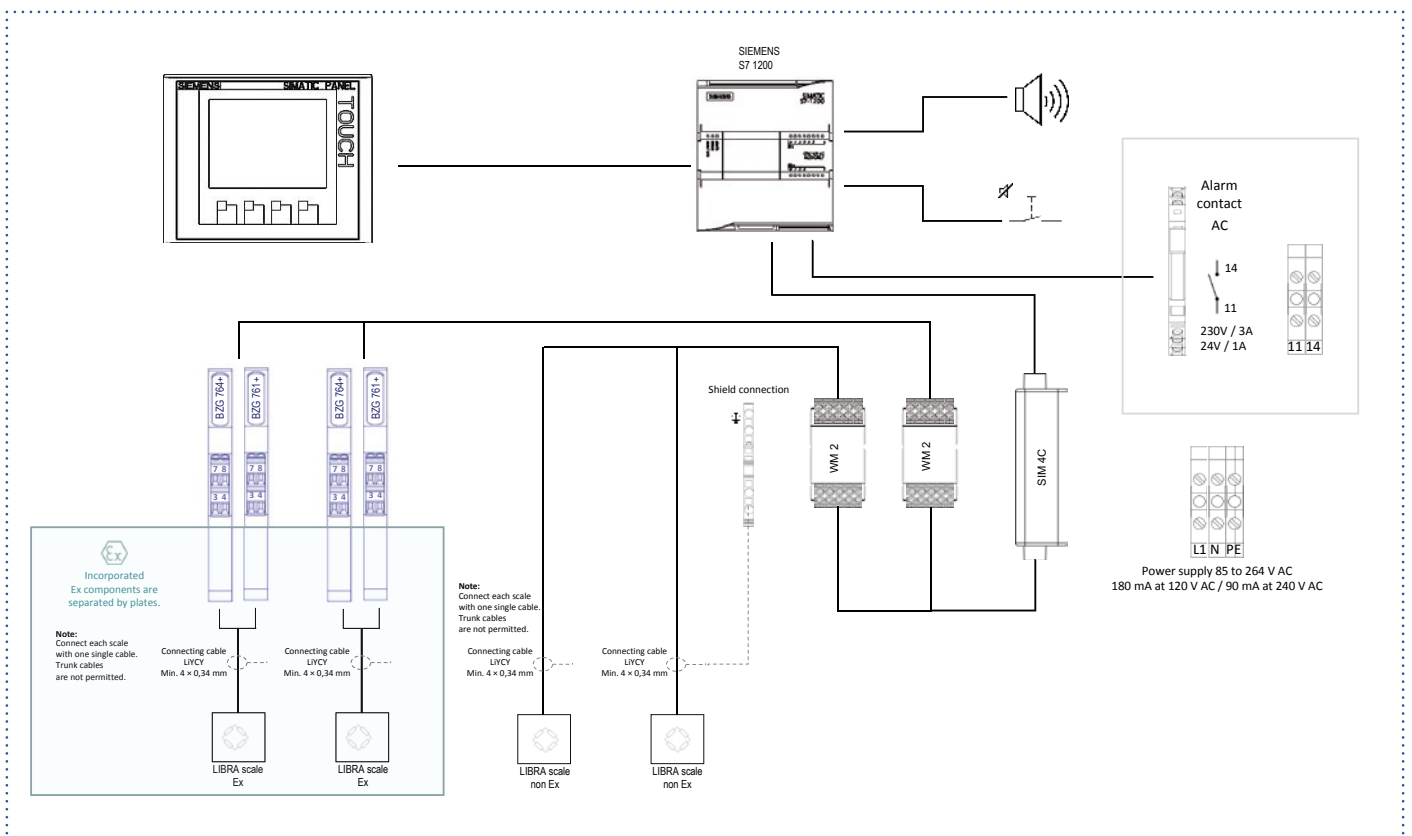 SIEMENS
S7 1200
SIEMENS
SIMATIC PANEL
TOUCH
SIEMENS
SIMATIC
S7-1200
Alarm
contact
AC
14
11
230V / 3A
24V / 1A
11 14
BZG 764+
BZG 761+
BZG 764+
BZG 761+
7 8
7 8
7 8
7 8
3 4
3 4
3 4
3 4
Shield connection
WM 2
WM 2
SIM 4C
L1 N PE
Power supply 85 to 264 V AC
180 mA at 120 V AC / 90 mA at 240 V AC
Ex
Incorporated
Ex components are
separated by plates.
Note:
Connect each scale
with one single cable.
Trunk cables
are not permitted.
Note:
Connect each scale
with one single cable.
Trunk cables
are not permitted.
Connecting cable
LiYCY
Min. 4 × 0,34 mm
Connecting cable
LiYCY
Min. 4 × 0,34 mm
Connecting cable
LiYCY
Min. 4 × 0,34 mm
Connecting cable
LiYCY
Min. 4 × 0,34 mm
LIBRA scale
Ex
LIBRA scale
Ex
LIBRA scale
non Ex
LIBRA scale
non Ex